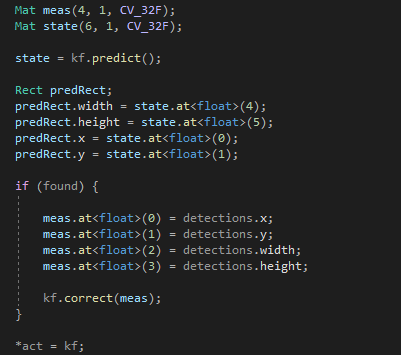 Mat meas(4, 1, CV_32F);
Mat state(6, 1, CV_32F);
state = kf.predict();
Rect predRect;
predRect.width = state.at<float>(4);
predRect.height = state.at<float>(5);
predRect.x = state.at<float>(0);
predRect.y = state.at<float>(1);
if (found) {
meas.at<float>(0) = detections.x;
meas.at<float>(1) = detections.y;
meas.at<float>(2) = detections.width;
meas.at<float>(3) = detections.height;
kf.correct(meas);
}
*act = kf;